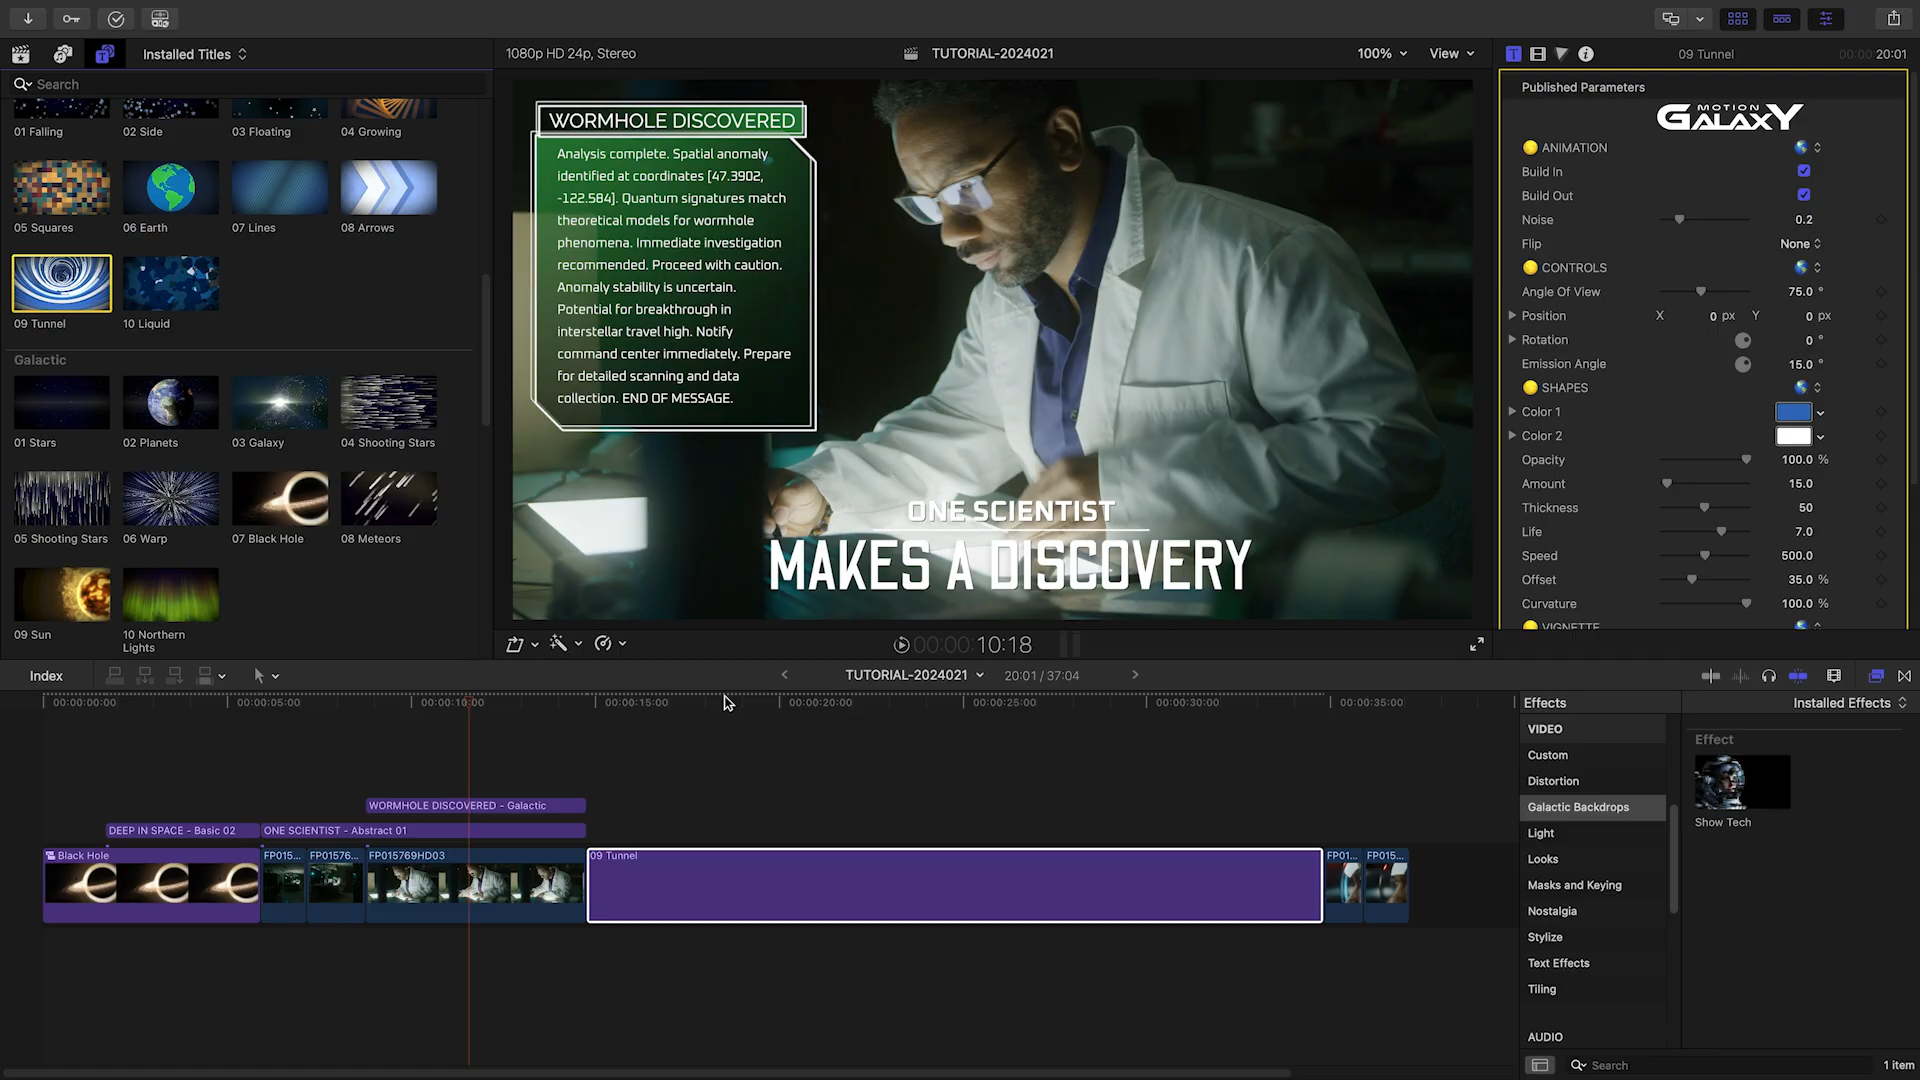 Installed Titles
1080p HD 24p, Stereo
TUTORIAL-2024021
100%
View
09 Tunnel
00:00:20:01
Search
01 Falling
02 Side
03 Floating
04 Growing
05 Squares
06 Earth
07 Lines
08 Arrows
09 Tunnel
10 Liquid
Galactic
01 Stars
02 Planets
03 Galaxy
04 Shooting Stars
05 Shooting Stars
06 Warp
07 Black Hole
08 Meteors
09 Sun
10 Northern
Lights
WORMHOLE DISCOVERED
Analysis complete. Spatial anomaly
identified at coordinates [47.3902,
-122.584]. Quantum signatures match
theoretical models for wormhole
phenomena. Immediate investigation
recommended. Proceed with caution.
Anomaly stability is uncertain.
Potential for breakthrough in
interstellar travel high. Notify
command center immediately. Prepare
for detailed scanning and data
collection. END OF MESSAGE.
ONE SCIENTIST
MAKES A DISCOVERY
00:00:10:18
Published Parameters
MOTION
GALAXY
ANIMATION
Build In
Build Out
Noise 0.2
Flip None
CONTROLS
Angle Of View 75.0 °
Position X 0 px Y 0 px
Rotation 0 °
Emission Angle 15.0 °
SHAPES
Color 1
Color 2
Opacity 100.0 %
Amount 15.0
Thickness 50
Life 7.0
Speed 500.0
Offset 35.0 %
Curvature 100.0 %
VIGNETTE
Index
TUTORIAL-2024021
20:01 / 37:04
00:00:00:00
00:00:05:00
00:00:10:00
00:00:15:00
00:00:20:00
00:00:25:00
00:00:30:00
00:00:35:00
WORMHOLE DISCOVERED - Galactic
DEEP IN SPACE - Basic 02
ONE SCIENTIST - Abstract 01
Black Hole
FP015...
FP01576...
FP015769HD03
09 Tunnel
FP01...
FP015...
Effects
Installed Effects
VIDEO
Custom
Distortion
Galactic Backdrops
Light
Looks
Masks and Keying
Nostalgia
Stylize
Text Effects
Tiling
AUDIO
Effect
Show Tech
Search
1 item